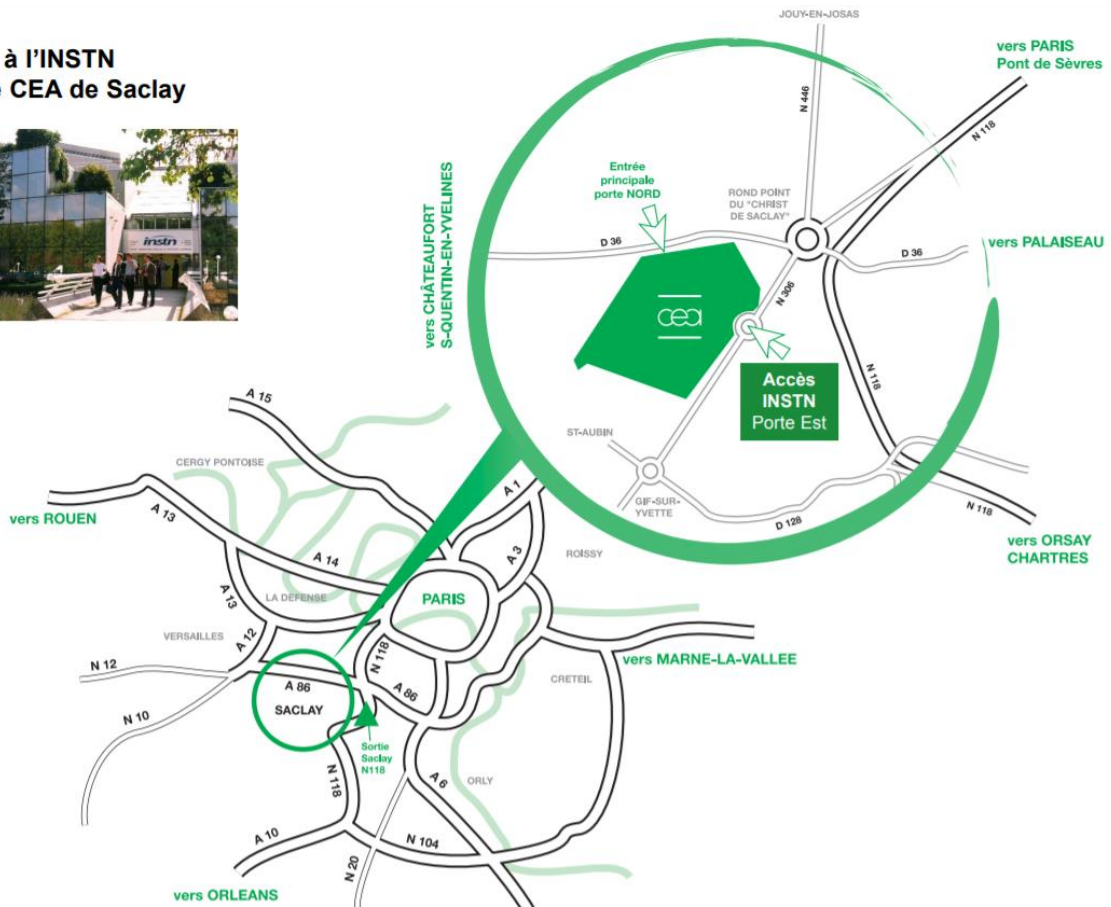 à l'INSTN
CEA de Saclay
instn
JOUY-EN-JOSAS
vers PARIS
Pont de Sèvres
N 446
N 118
Entrée
principale
porte NORD
ROND POINT
DU "CHRIST
DE SACLAY"
vers CHÂTEAUFORT
S-QUENTIN-EN-YVELINES
D 36
D 36
vers PALAISEAU
cea
N 306
N 118
Accès
INSTN
Porte Est
ST-AUBIN
GIF-SUR-
YVETTE
D 128
N 118
vers ORSAY
CHARTRES
A 15
CERGY PONTOISE
A 1
vers ROUEN
A 13
A 14
A 3
ROISSY
A 13
LA DEFENSE
PARIS
VERSAILLES
A 12
N 118
vers MARNE-LA-VALLEE
N 12
A 86
A 86
CRETEIL
SACLAY
N 10
Sortie
Saclay
N118
N 118
A 6
ORLY
A 10
N 104
N 20
vers ORLEANS